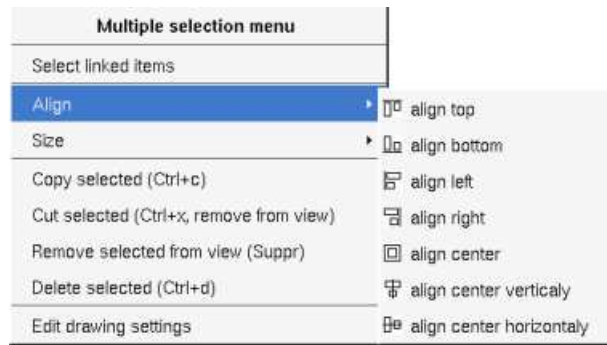 Multiple selection menu
Select linked items
Align
Size
Copy selected (Ctrl+c)
Cut selected (Ctrl+x, remove from view)
Remove selected from view (Suppr)
Delete selected (Ctrl+d)
Edit drawing settings
align top
align bottom
align left
align right
align center
align center verticaly
align center horizontaly